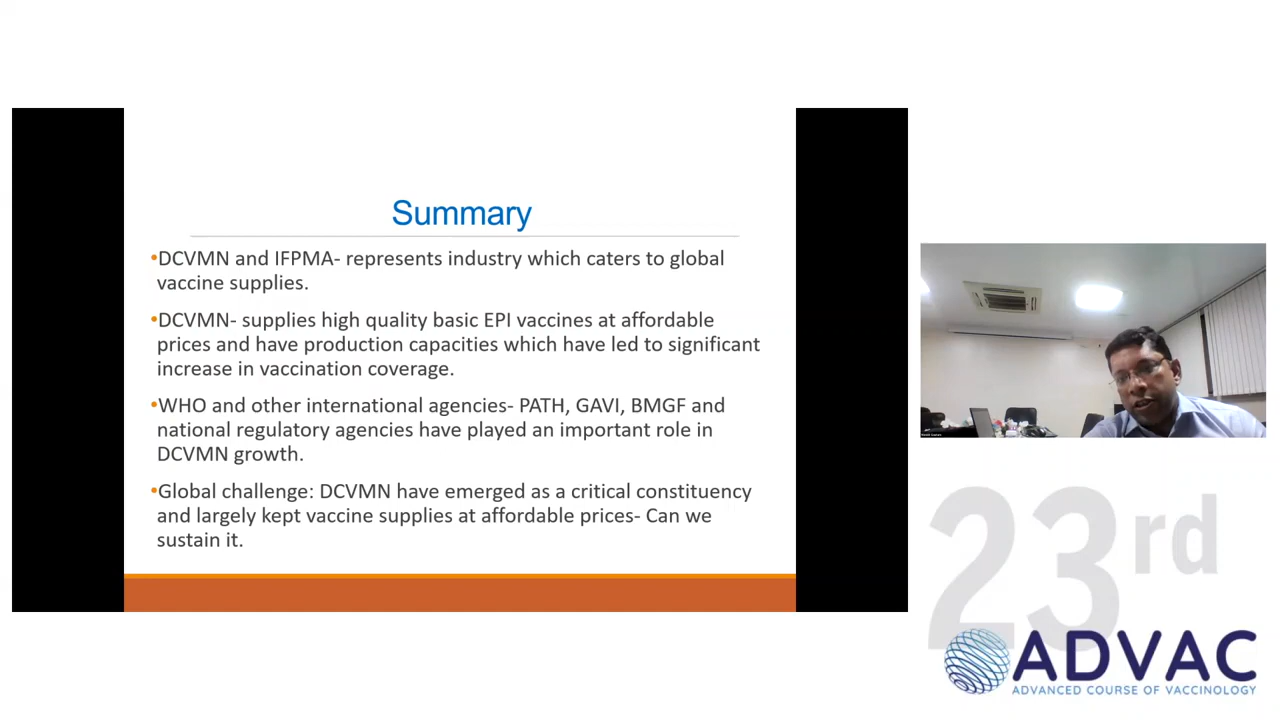 Summary
•DCVMN and IFPMA- represents industry which caters to global
vaccine supplies.
•DCVMN- supplies high quality basic EPI vaccines at affordable
prices and have production capacities which have led to significant
increase in vaccination coverage.
•WHO and other international agencies- PATH, GAVI, BMGF and
national regulatory agencies have played an important role in
DCVMN growth.
•Global challenge: DCVMN have emerged as a critical constituency
and largely kept vaccine supplies at affordable prices- Can we
sustain it.
23rd
ADVAC
ADVANCED COURSE OF VACCINOLOGY